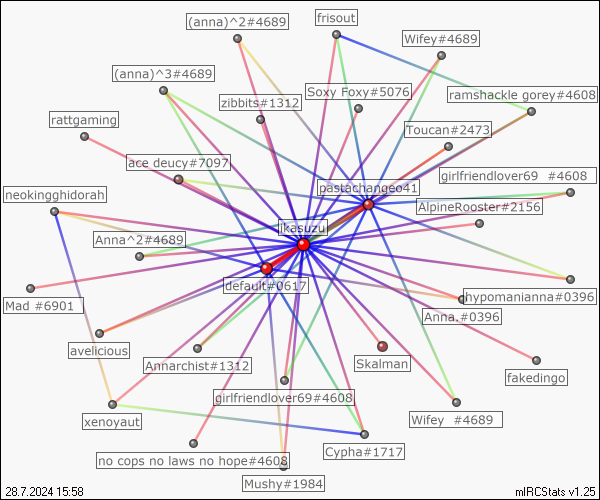 (anna)^2#4689
frisout
Wifey#4689
(anna)^3#4689
Soxy Foxy#5076
ramshackle gorey#4608
zibbits#1312
rattgaming
Toucan#2473
ace deucy#7097
girlfriendlover69 #4608
pastachangeo41
neokingghidorah
AlpineRooster#2156
ikasuzu
Anna^2#4689
default#0617
hypomanianna#0396
Mad #6901
Anna.#0396
avelicious
Annarchist#1312
Skalman
fakedingo
girlfriendlover69#4608
xenoyaut
Wifey #4689
Cypha#1717
no cops no laws no hope#4608
Mushy#1984
28.7.2024 15:58
mIRCStats v1.25